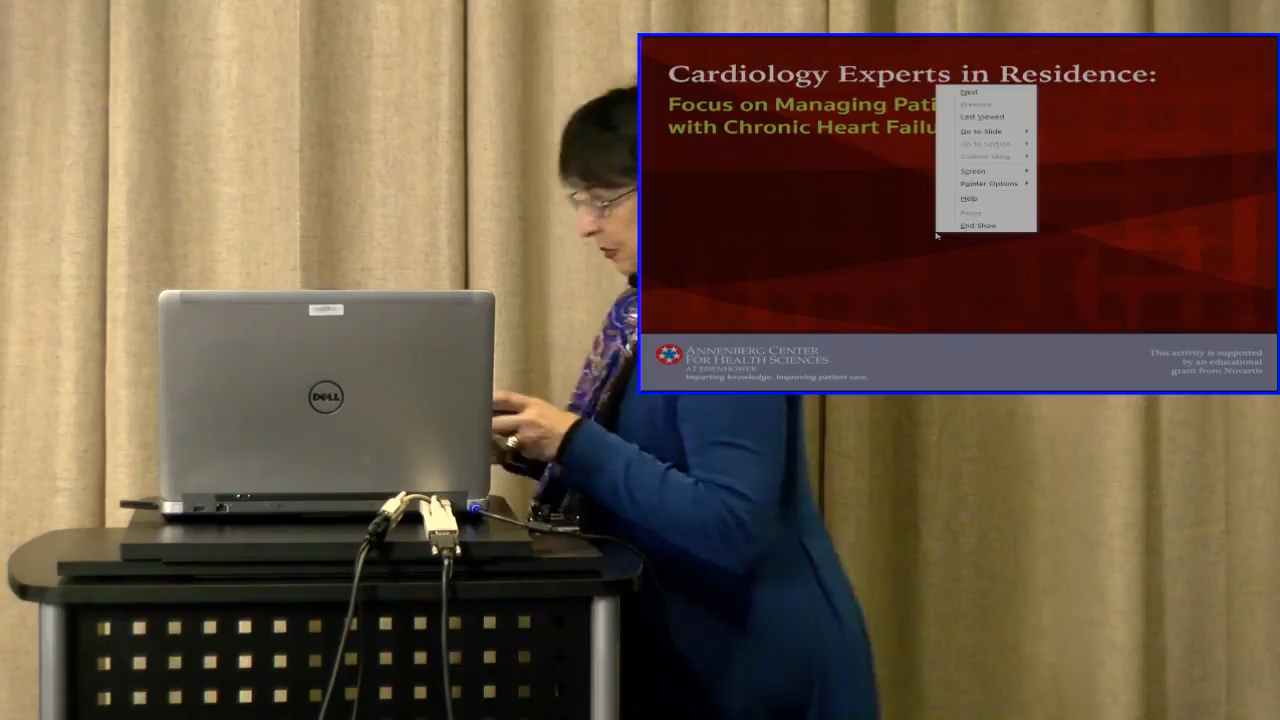 Cardiology Experts in Residence:
Focus on Managing Pati
with Chronic Heart Failu
Next
Previous
Last Viewed
Go to Slide
Go to Section
Custom Show
Screen
Pointer Options
Help
Pause
End Show
ANNENBERG CENTER
FOR HEALTH SCIENCES
AT EISENHOWER
Imparting knowledge. Improving patient care.
This activity is supported
by an educational
grant from Novartis
DELL